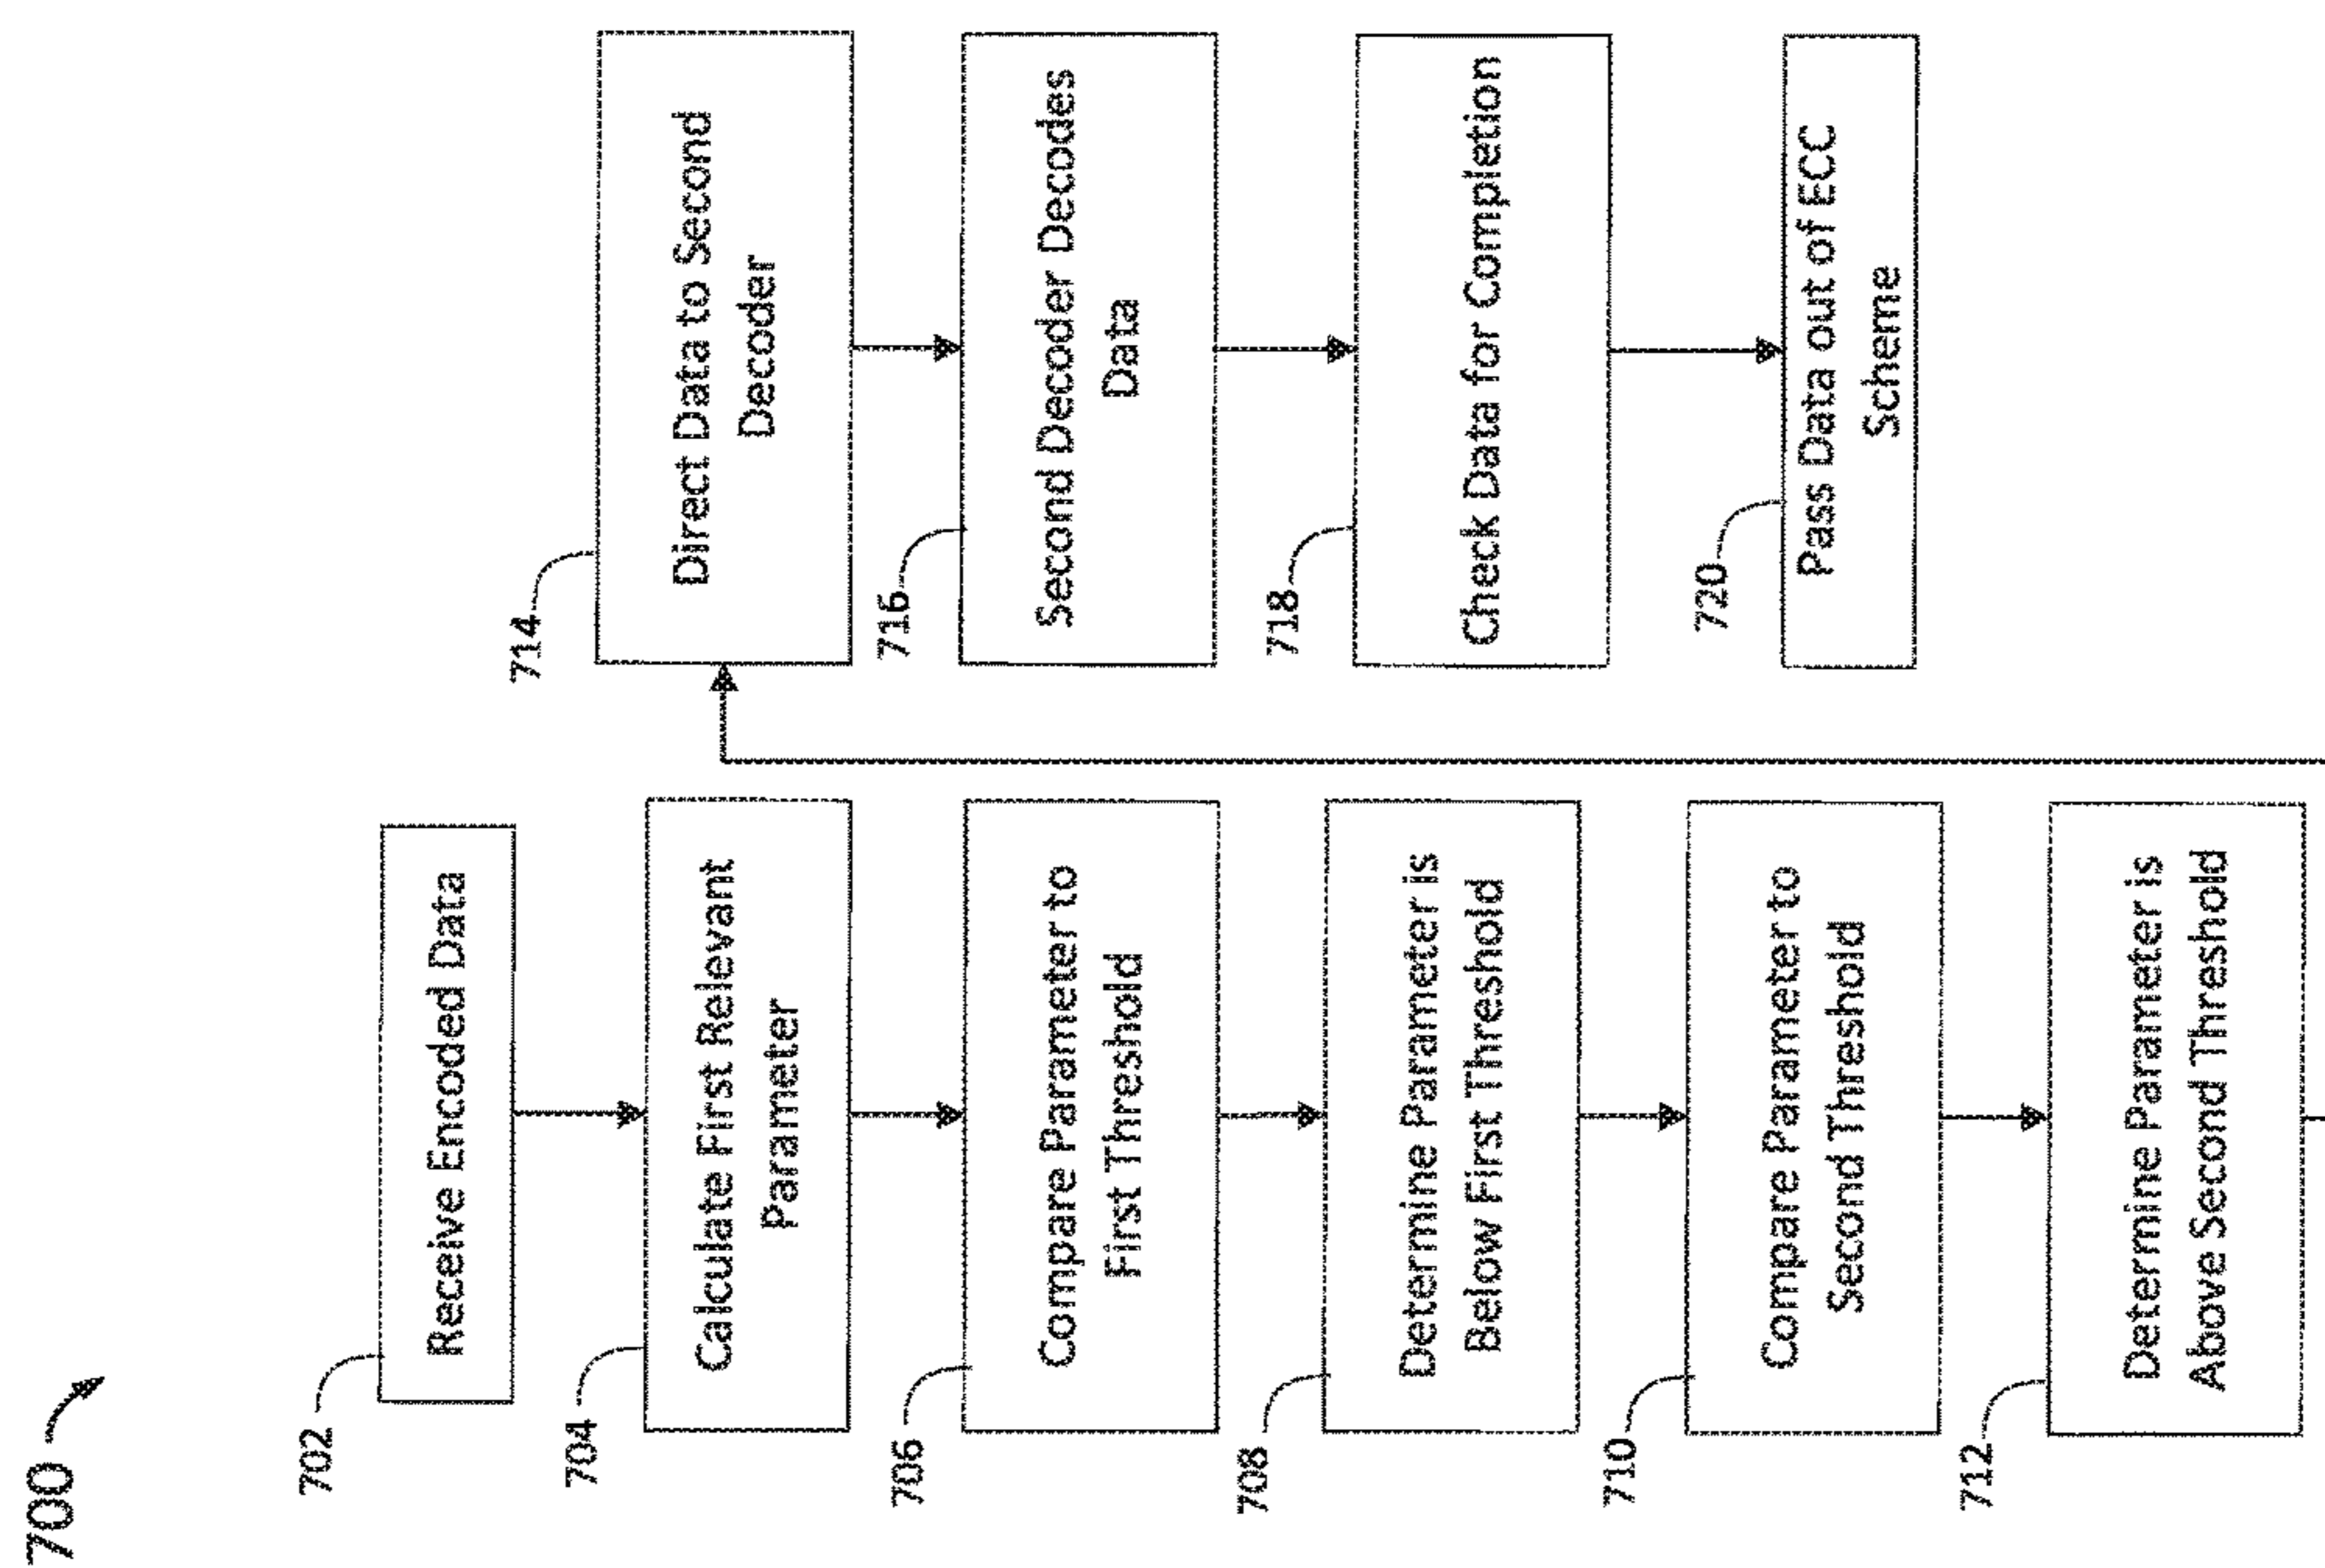 700
702
Receive Encoded Data
704
Calculate First Relevant
Parameter
706
Compare Parameter to
First Threshold
708
Determine Parameter is
Below First Threshold
710
Compare Parameter to
Second Threshold
712
Determine Parameter is
Above Second Threshold
714
Direct Data to Second
Decoder
716
Second Decoder Decodes
Data
718
Check Data for Completion
720
Pass Data out of ECC
Scheme